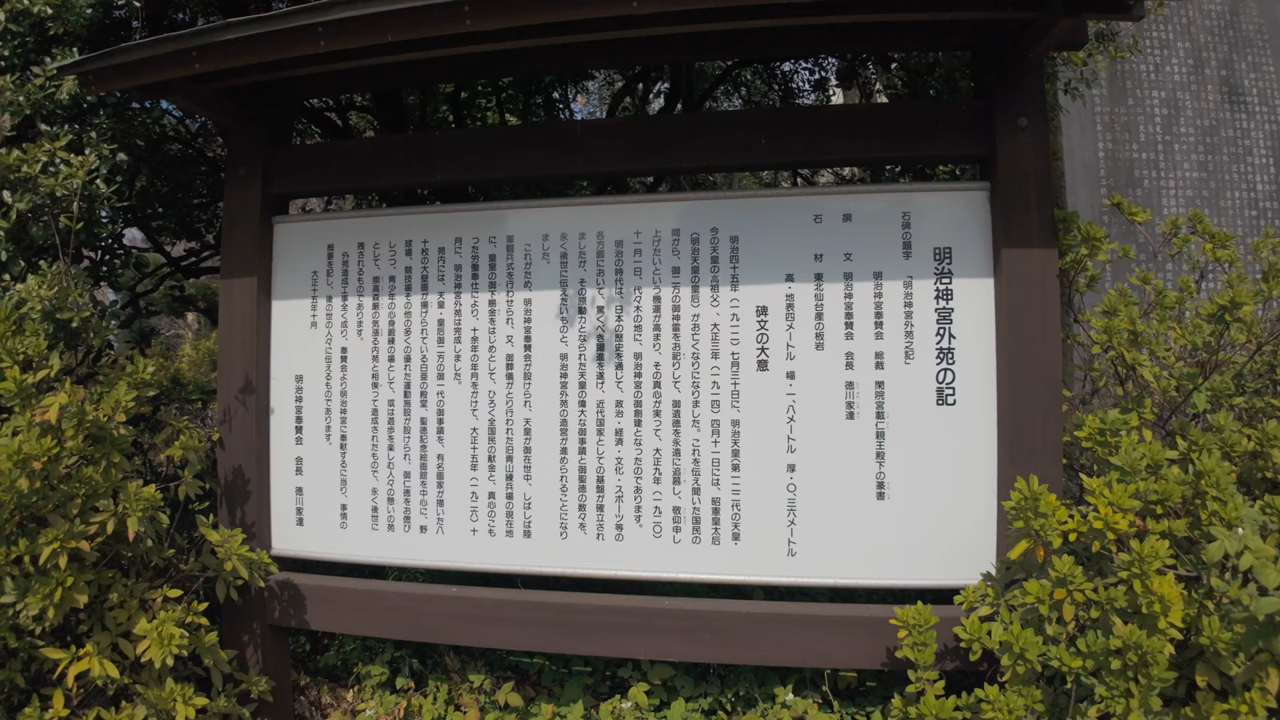 明治神宮外苑の記
石碑の題字 「明治神宮外苑之記」
明治神宮奉賛会 総裁 閑院宮載仁親王殿下の篆書
撰文 明治神宮奉賛会 会長 徳川家達
石材 東北仙台産の板岩
高・地表四メートル 幅・一、八メートル 厚・〇、三六メートル
碑文の大意
明治四十五年(一九一二)七月三十日に、明治天皇(第一二二代の天皇・
今の天皇の高祖父)、大正三年(一九一四)四月十一日には、昭憲皇太后
(明治天皇の皇后)がお亡くなりになりました。これを伝え聞いた国民の
間から、御二方の御神霊をお祀りして、御遺徳を永遠に追慕し、敬仰申し
上げたいという機運が高まり、その真心が実って、大正九年(一九二〇)
十一月一日、代々木の地に、明治神宮の御創建となったのであります。
明治の時代は、日本の歴史を通じて、政治・経済・文化・スポーツ等の
各方面において、驚くべき躍進を遂げ、近代国家としての基盤が確立され
ましたが、その原動力となられた天皇の偉大な御事蹟と御聖徳の数々を、
永く後世に伝えたいものと、明治神宮外苑の造営が進められることになり
ました。
これがため、明治神宮奉賛会が設けられ、天皇が御在世中、しばしば陸
軍観兵式を行わせられ、又、御葬儀がとり行われた旧青山練兵場の現在地
に、皇室の御下賜金をはじめとして、ひろく全国民の献金と、真心のこも
った労働奉仕により、十余年の年月をかけて、大正十五年(一九二六)十
月に、明治神宮外苑は完成しました。
苑内には、天皇・皇后御二方の御一代の御事蹟を、有名画家が描いた八
十枚の大壁画が掲げられている白亜の殿堂、聖徳記念絵画館を中心に、野
球場、競技場その他の多くの優れた運動施設が設けられ、御仁徳をお偲び
しつつ、青少年の心身鍛練の場として、或は遊歩を楽しむ人々の憩いの苑
として、崇高森厳の気漲る内苑と相俟って造成されたもので、永く後世に
残されるものであります。
外苑造成工事全く成り、奉賛会より明治神宮に奉献するに当り、事情の
概要を記し、後の世の人々に伝えるものであります。
大正十五年十月
明治神宮奉賛会 会長 徳川家達